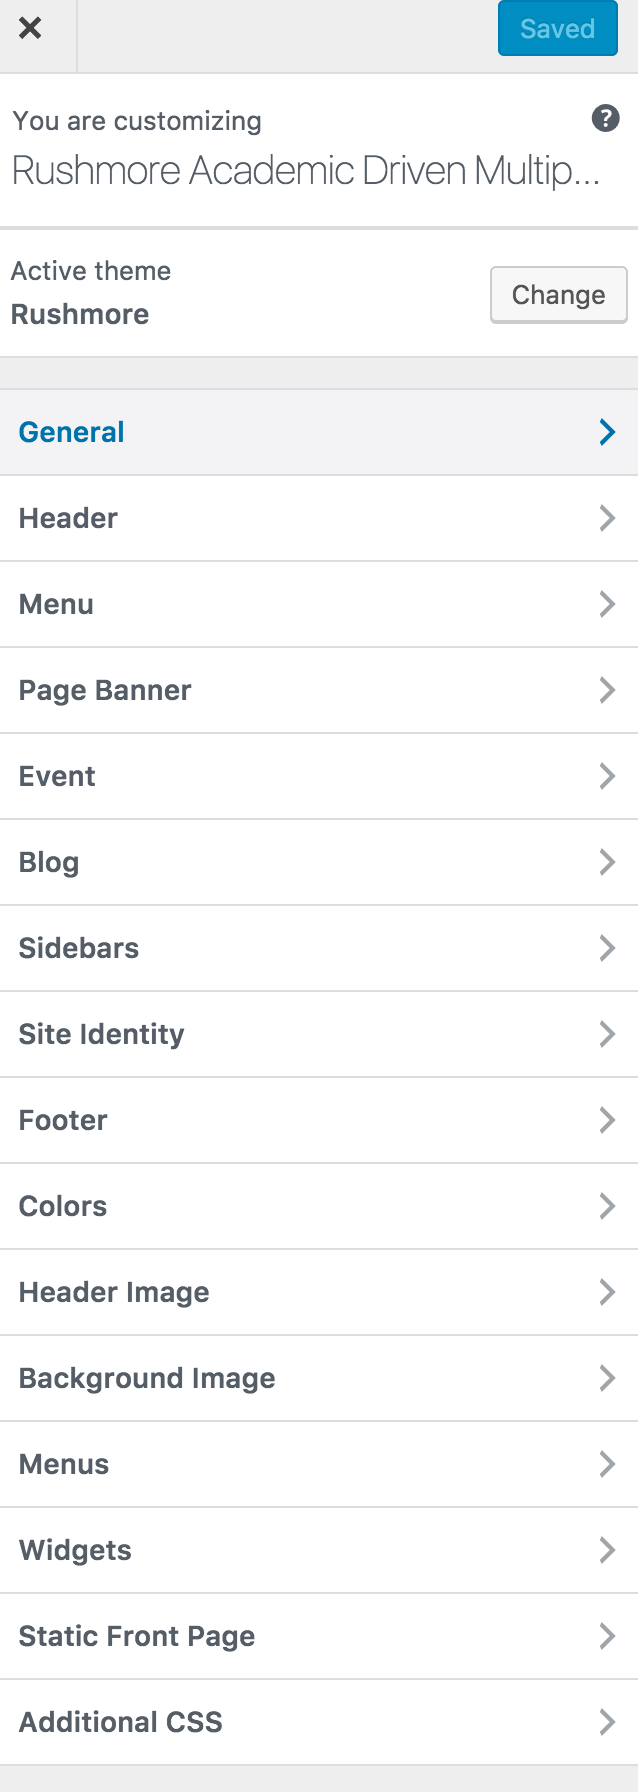 Saved
You are customizing
Rushmore Academic Driven Multip...
Active theme
Rushmore
Change
General
Header
Menu
Page Banner
Event
Blog
Sidebars
Site Identity
Footer
Colors
Header Image
Background Image
Menus
Widgets
Static Front Page
Additional CSS